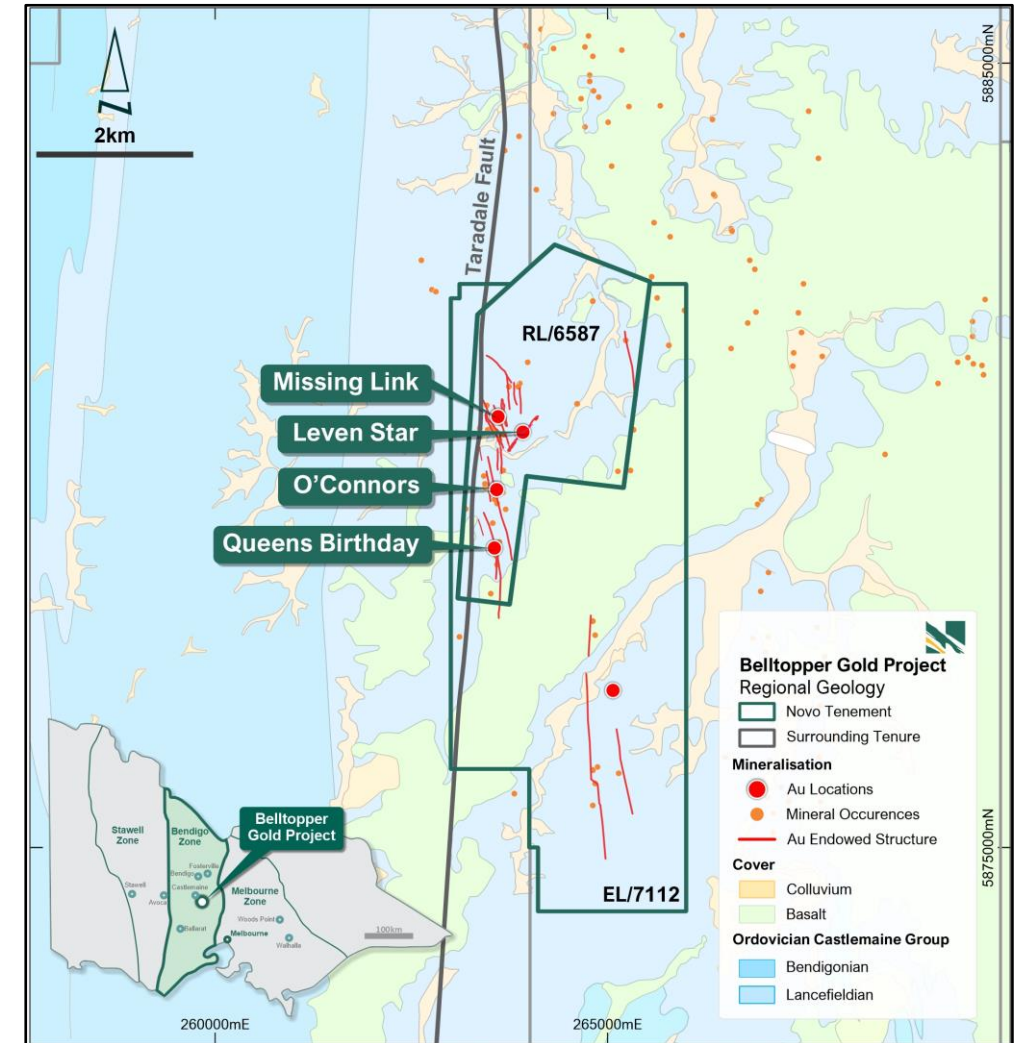 N
2km
5885000mN
Taradale Fault
RL/6587
Missing Link
Leven Star
O'Connors
Queens Birthday
EL/7112
5875000mN
260000mE
265000mE
Belltopper Gold Project
Regional Geology
Novo Tenement
Surrounding Tenure
Mineralisation
Au Locations
Mineral Occurences
Au Endowed Structure
Cover
Colluvium
Basalt
Ordovician Castlemaine Group
Bendigonian
Lancefieldian
Belltopper
Gold Project
Stawell
Zone
Bendigo
Zone
Melbourne
Zone
Fosterville
Bendigo
Stawell
Castlemaine
Avoca
Ballarat
Melbourne
Woods Point
Walhalla
100km